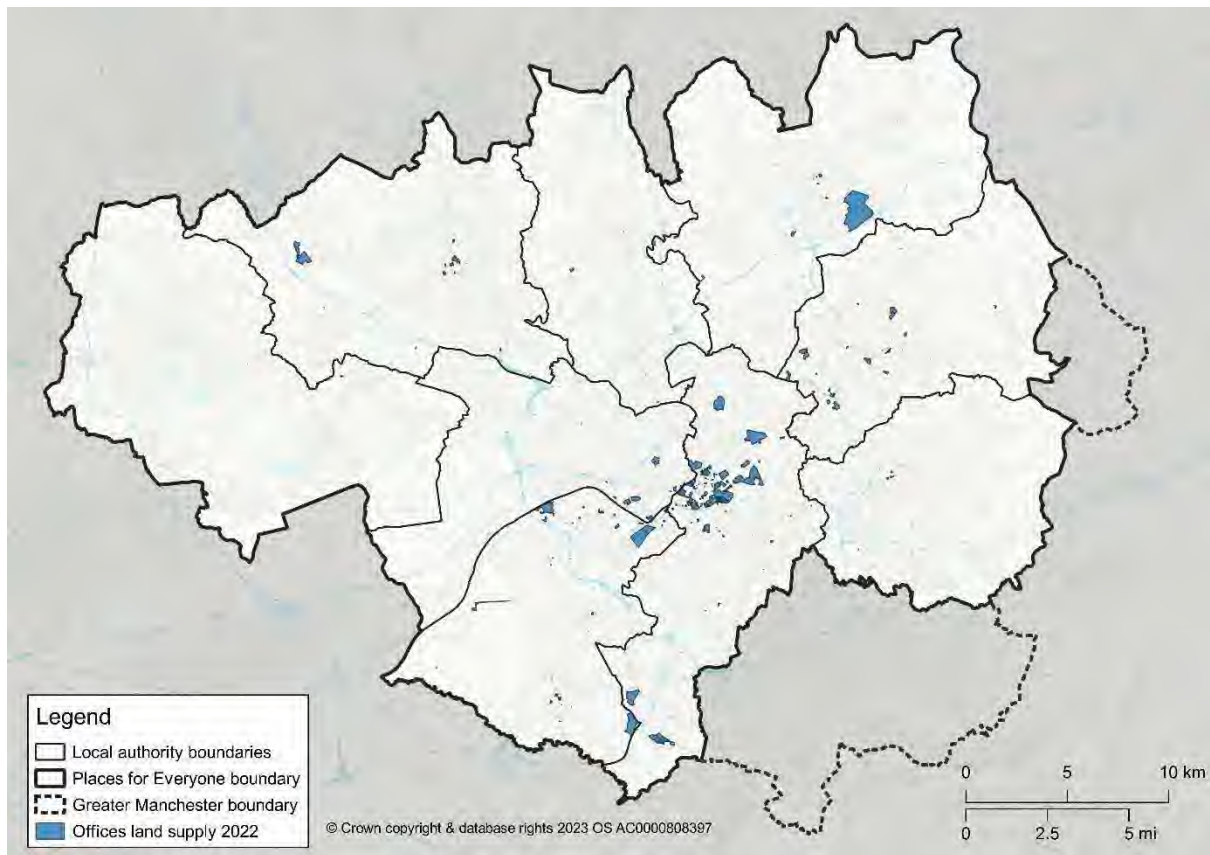 Legend
Local authority boundaries
Places for Everyone boundary
Greater Manchester boundary
Offices land supply 2022
© Crown copyright & database rights 2023 OS AC0000808397
0 5 10 km
0 2.5 5 mi